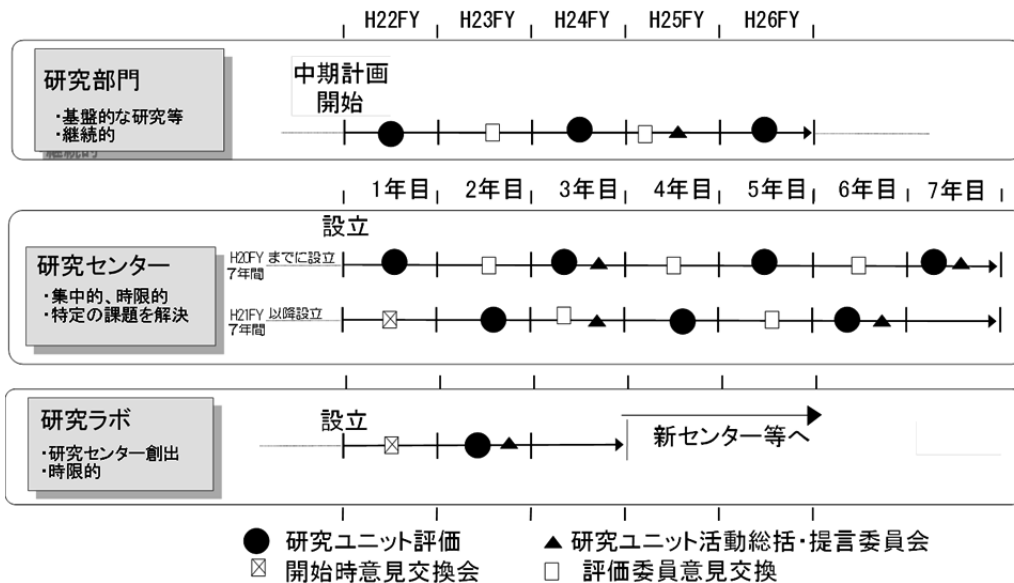 H22FY H23FY H24FY H25FY H26FY
研究部門
・基盤的な研究等
・継続的
継続的
中期計画
開始
1年目 2年目 3年目 4年目 5年目 6年目 7年目
設立
研究センター
・集中的、時限的
・特定の課題を解決
H20FY までに設立
7年間
H21FY 以降設立
7年間
研究ラボ
・研究センター創出
・時限的
設立
新センター等へ
研究ユニット評価
研究ユニット活動総括・提言委員会
開始時意見交換会
評価委員意見交換